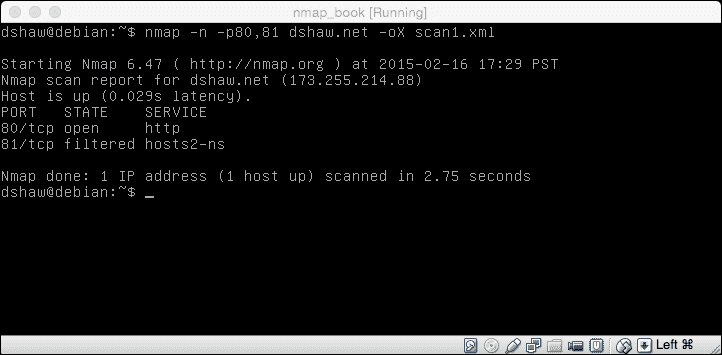 nmap_book [Running]
dshaw@debian:~$ nmap -n -p80,81 dshaw.net -oX scan1.xml
Starting Nmap 6.47 ( http://nmap.org ) at 2015-02-16 17:29 PST
Nmap scan report for dshaw.net (173.255.214.88)
Host is up (0.029s latency).
PORT   STATE    SERVICE
80/tcp open     http
81/tcp filtered hosts2-ns
Nmap done: 1 IP address (1 host up) scanned in 2.75 seconds
dshaw@debian:~$ _
Left ⌘